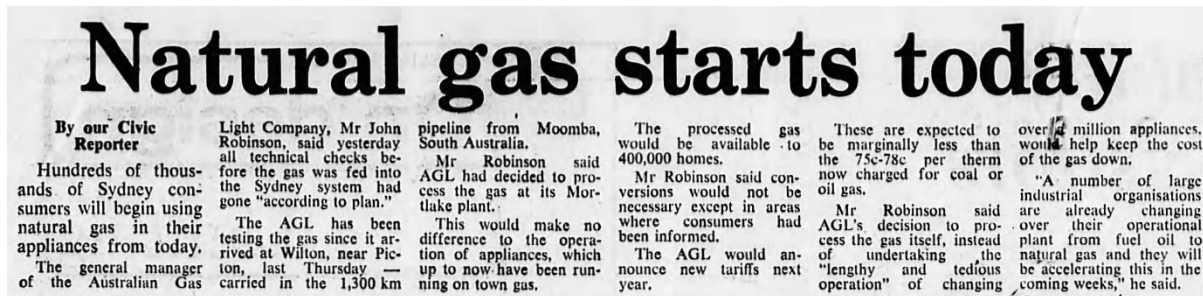 Natural gas starts today
By our Civic
Reporter
Hundreds of thous-
ands of Sydney con-
sumers will begin using
natural gas in their
appliances from today.
The general manager
of the Australian Gas
Light Company, Mr John
Robinson, said yesterday
all technical checks be-
fore the gas was fed into
the Sydney system had
gone "according to plan."
The AGL has been
testing the gas since it ar-
rived at Wilton, near Pic-
ton, last Thursday —
carried in the 1,300 km
pipeline from Moomba,
South Australia.
Mr Robinson said
AGL had decided to pro-
cess the gas at its Mor-
tlake plant.
This would make no
difference to the opera-
tion of appliances, which
up to now have been run-
ning on town gas.
The processed gas
would be available to
400,000 homes.
Mr Robinson said con-
versions would not be
necessary except in areas
where consumers had
been informed.
The AGL would an-
nounce new tariffs next
year.
These are expected to
be marginally less than
the 75c-78c per therm
now charged for coal or
oil gas.
Mr Robinson said
AGL's decision to pro-
cess the gas itself, instead
of undertaking the
"lengthy and tedious
operation" of changing
over million appliances,
would help keep the cost
of the gas down.
"A number of large
industrial organisations
are already changing
over their operational
plant from fuel oil to
natural gas and they will
be accelerating this in the
coming weeks," he said.